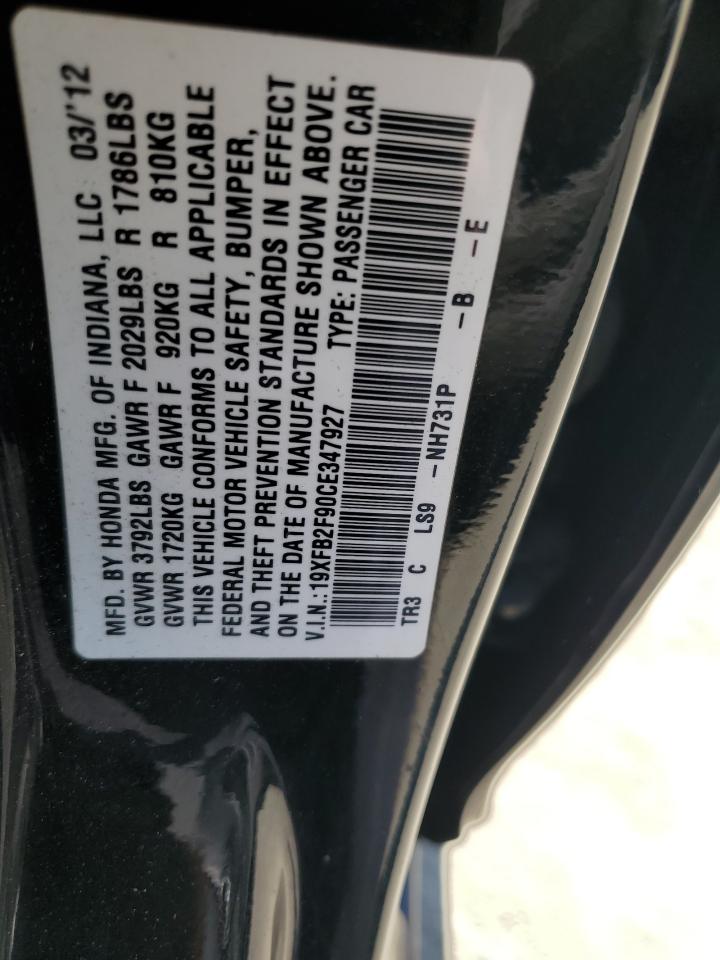 MFD. BY HONDA MFG. OF INDIANA, LLC 03/'12
GVWR 3792LBS GAWR F 2029LBS R 1786LBS
GVWR 1720KG GAWR F 920KG R 810KG
THIS VEHICLE CONFORMS TO ALL APPLICABLE
FEDERAL MOTOR VEHICLE SAFETY, BUMPER,
AND THEFT PREVENTION STANDARDS IN EFFECT
ON THE DATE OF MANUFACTURE SHOWN ABOVE.
V.I.N.: 19XFB2F90CE347927 TYPE: PASSENGER CAR
TR3 C LS9 -NH731P -B -E